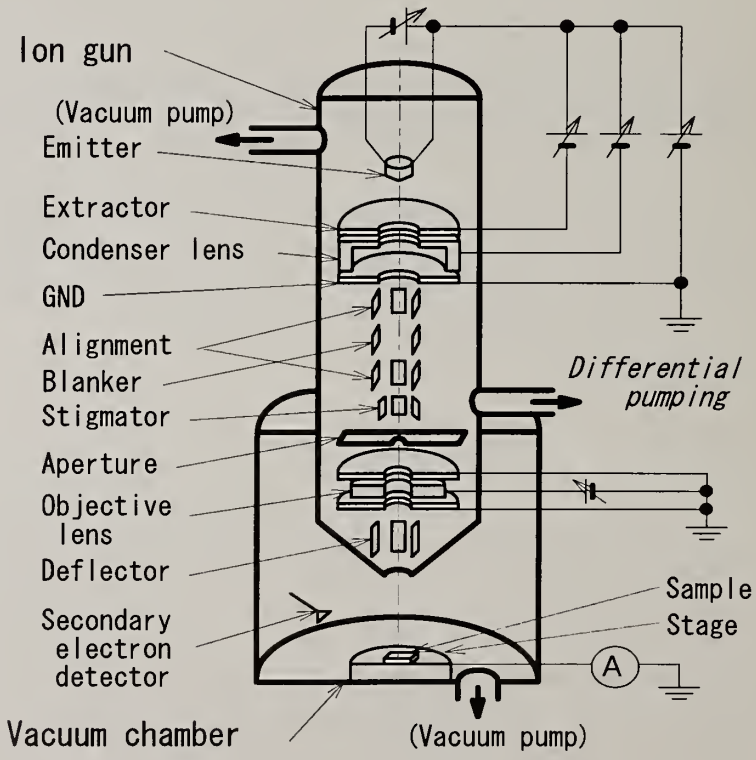 Ion gun
(Vacuum pump)
Emitter
Extractor
Condenser lens
GND
Alignment
Blanker
Stigmator
Aperture
Objective
lens
Deflector
Secondary
electron
detector
Vacuum chamber
Differential
pumping
Sample
Stage
A
(Vacuum pump)